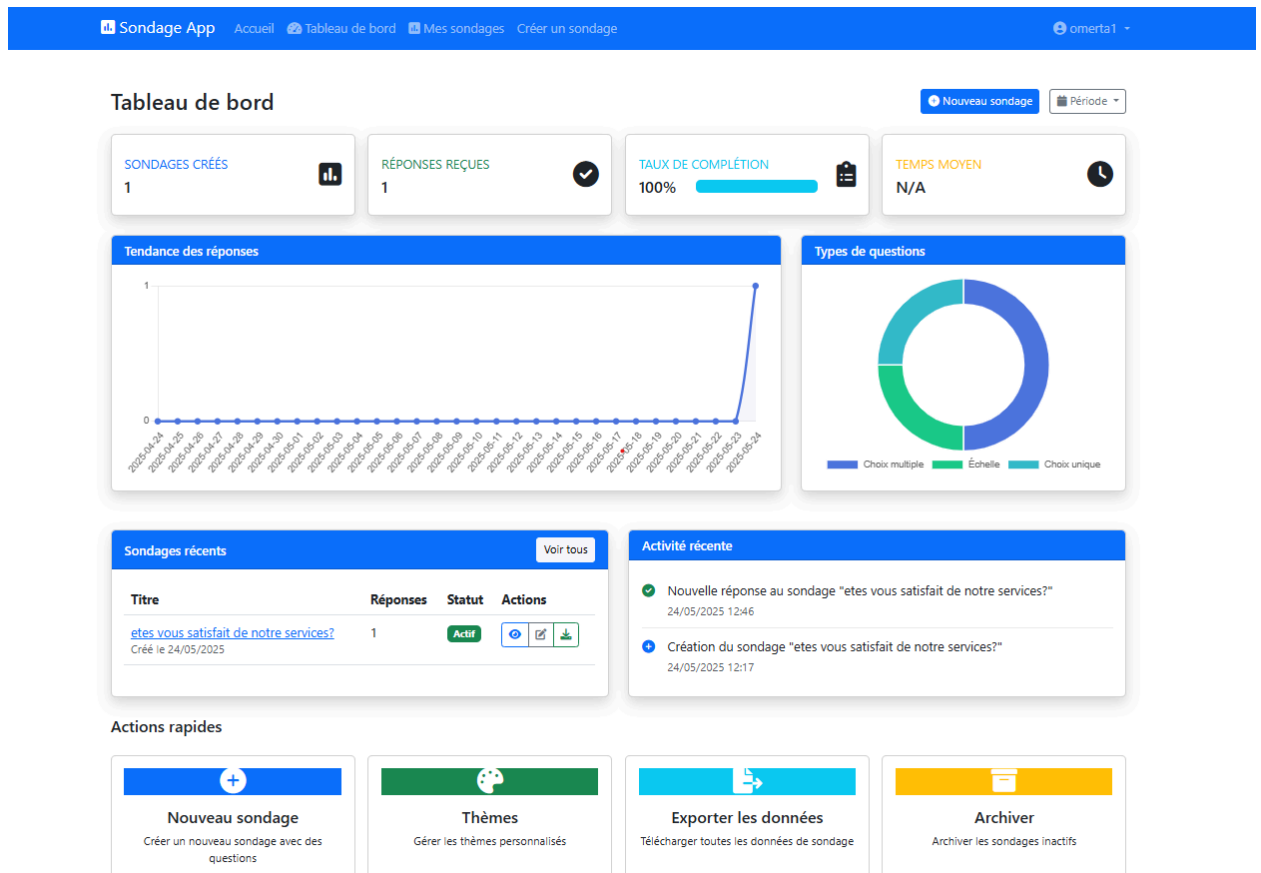 Sondage App Accueil Tableau de bord Mes sondages Créer un sondage omerta1
Tableau de bord
Nouveau sondage Période
SONDAGES CRÉÉS
1
RÉPONSES REÇUES
1
TAUX DE COMPLÉTION
100%
TEMPS MOYEN
N/A
Tendance des réponses
1
0
2025-04-24 2025-04-25 2025-04-26 2025-04-27 2025-04-28 2025-04-29 2025-04-30 2025-05-01 2025-05-02 2025-05-03 2025-05-04 2025-05-05 2025-05-06 2025-05-07 2025-05-08 2025-05-09 2025-05-10 2025-05-11 2025-05-12 2025-05-13 2025-05-14 2025-05-15 2025-05-16 2025-05-17 2025-05-18 2025-05-19 2025-05-20 2025-05-21 2025-05-22 2025-05-23 2025-05-24
Types de questions
Choix multiple Échelle Choix unique
Sondages récents Voir tous
Titre Réponses Statut Actions
etes vous satisfait de notre services? 1 Actif
Créé le 24/05/2025
Activité récente
Nouvelle réponse au sondage "etes vous satisfait de notre services?"
24/05/2025 12:46
Création du sondage "etes vous satisfait de notre services?"
24/05/2025 12:17
Actions rapides
Nouveau sondage
Créer un nouveau sondage avec des
questions
Thèmes
Gérer les thèmes personnalisés
Exporter les données
Télécharger toutes les données de sondage
Archiver
Archiver les sondages inactifs